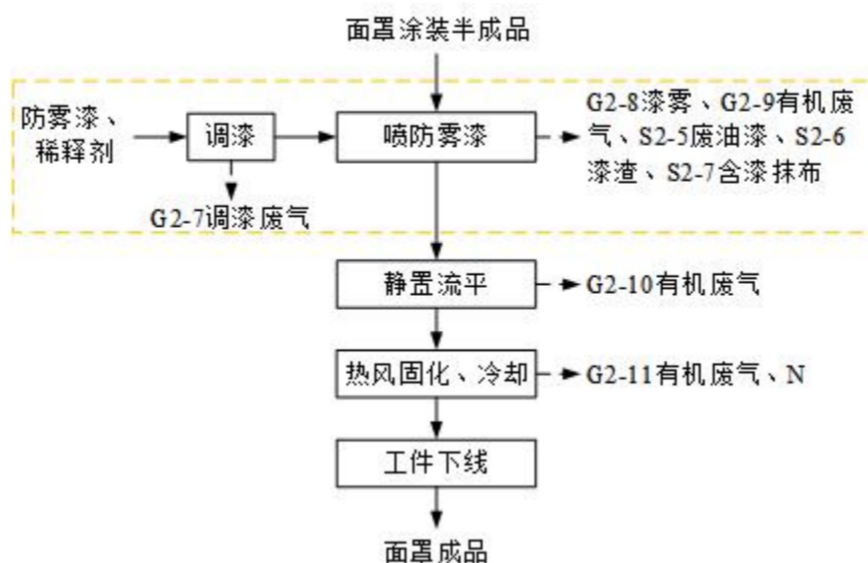 面罩涂装半成品
防雾漆、
稀释剂
调漆
喷防雾漆
G2-8漆雾、G2-9有机废
气、S2-5废油漆、S2-6
漆渣、S2-7含漆抹布
G2-7调漆废气
静置流平
G2-10有机废气
热风固化、冷却
G2-11有机废气、N
工件下线
面罩成品